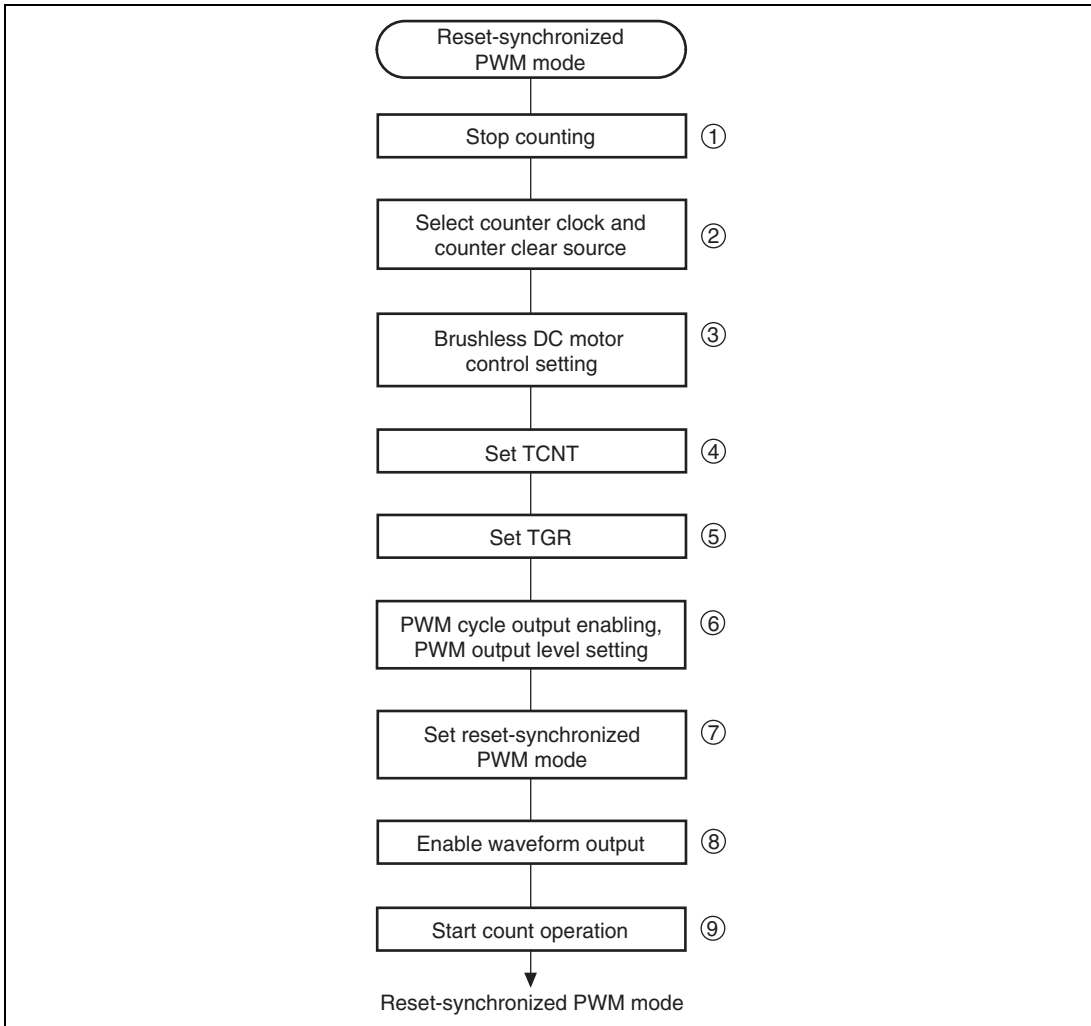 Reset-synchronized
PWM mode
Stop counting ①
Select counter clock and
counter clear source ②
Brushless DC motor
control setting ③
Set TCNT ④
Set TGR ⑤
PWM cycle output enabling,
PWM output level setting ⑥
Set reset-synchronized
PWM mode ⑦
Enable waveform output ⑧
Start count operation ⑨
Reset-synchronized PWM mode